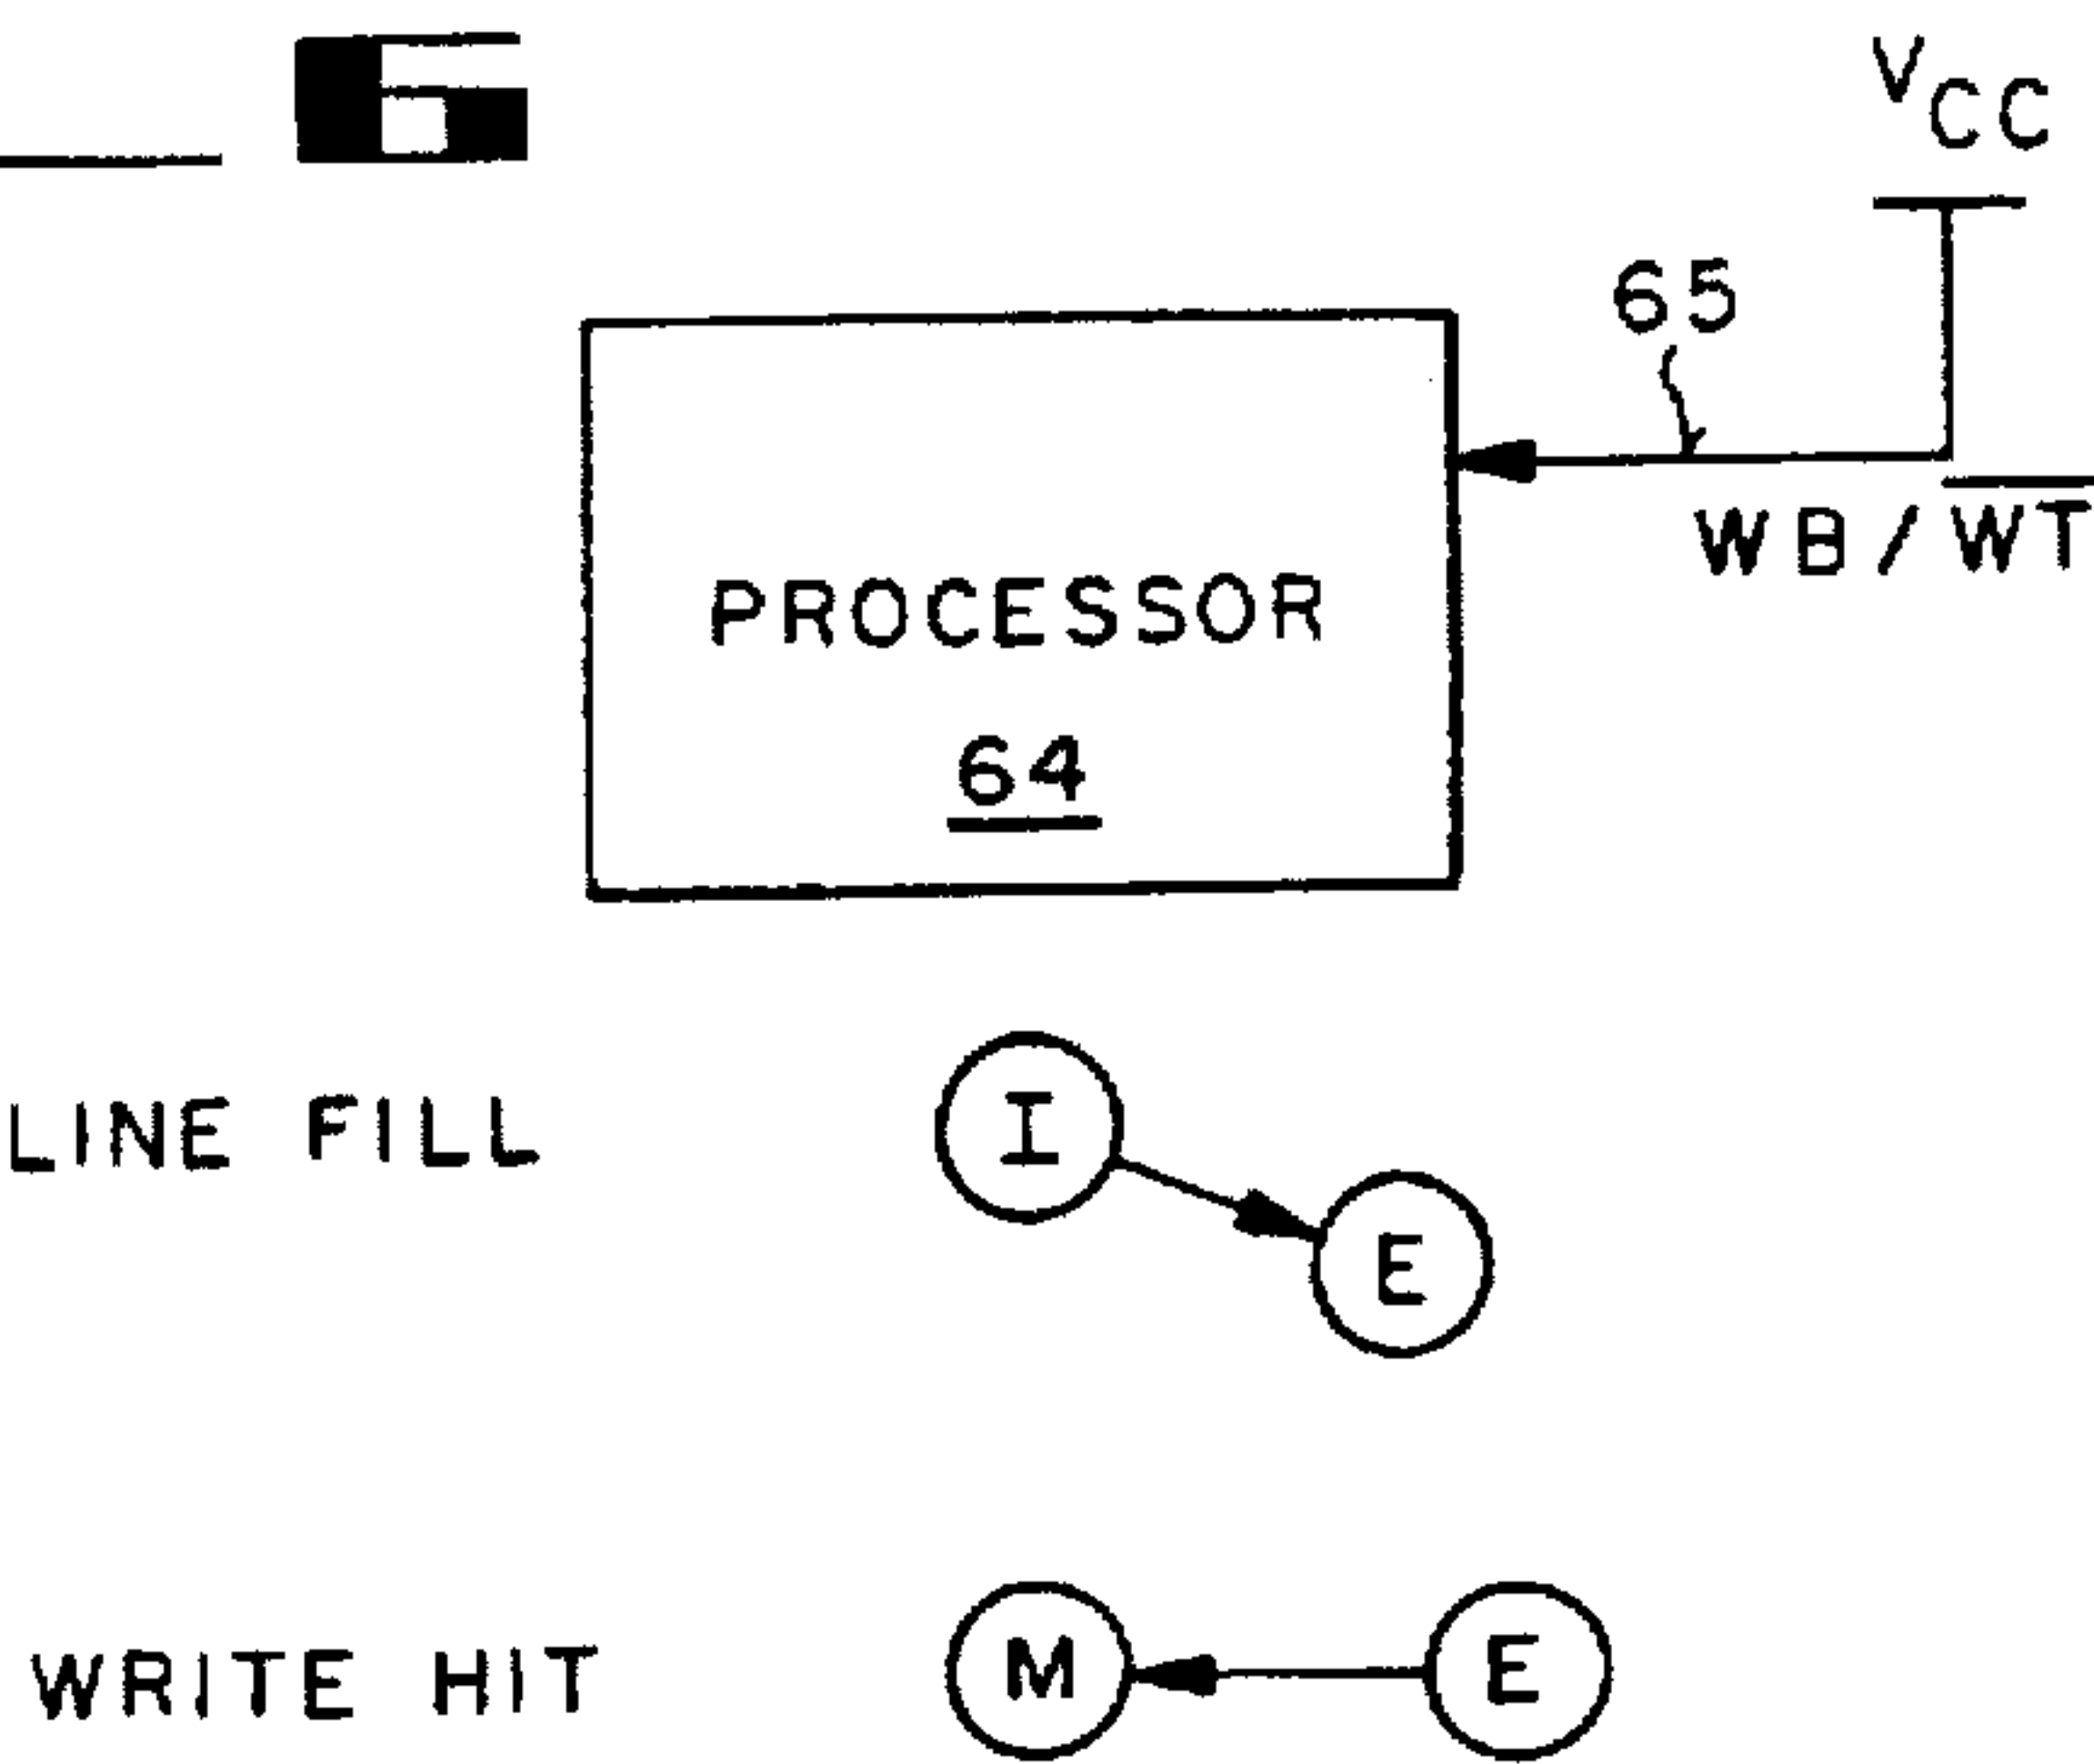 6
VCC
65
WB/WT
PROCESSOR
64
LINE FILL
I
E
WRITE HIT
M E